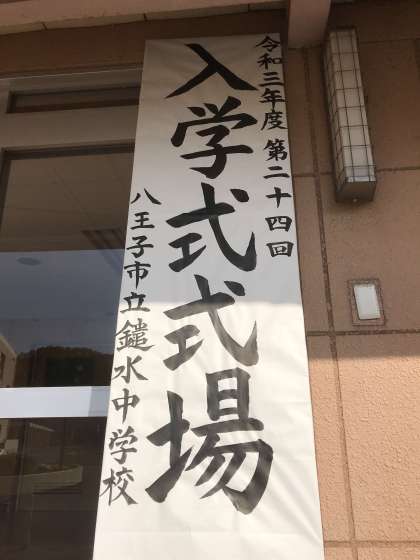 令和三年度 第二十四回
入学式式場
八王子市立鑓水中学校